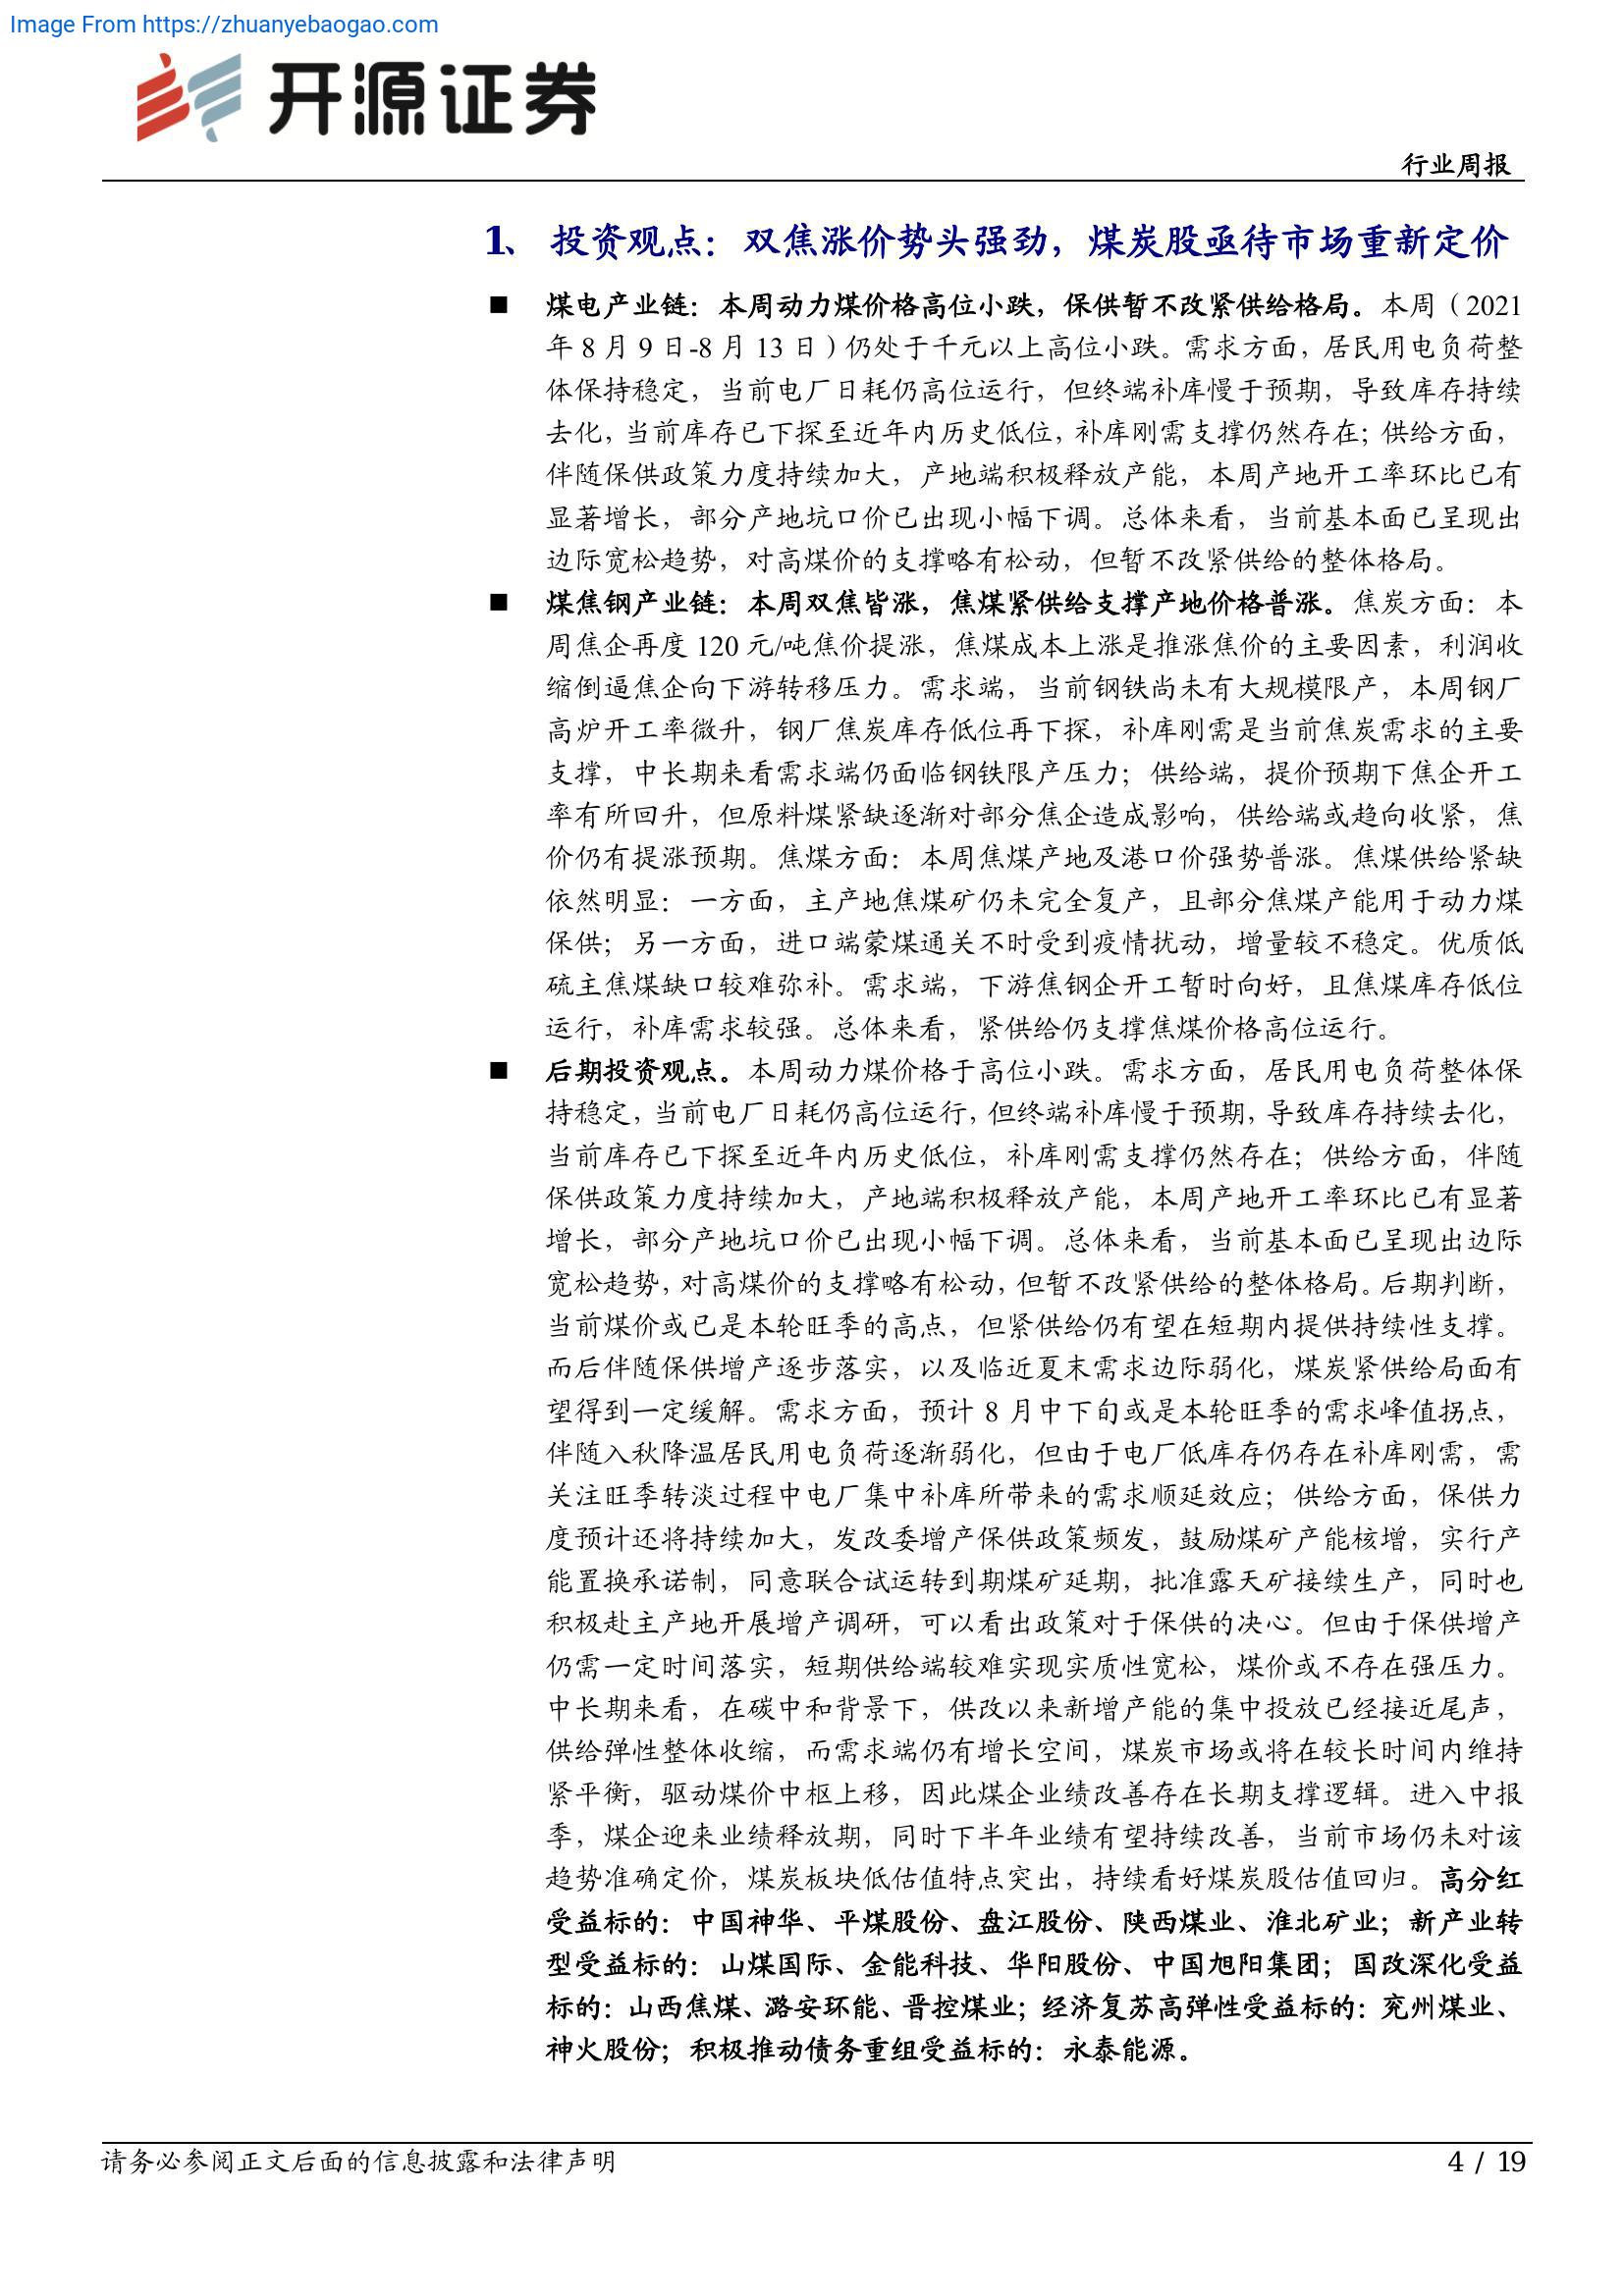 Image From https://zhuanyebaogao.com
开源证券
行业周报
1、 投资观点：双焦涨价势头强劲，煤炭股亟待市场重新定价
■ 煤电产业链：本周动力煤价格高位小跌，保供暂不改紧供给格局。本周（2021
年 8 月 9 日-8 月 13 日）仍处于千元以上高位小跌。需求方面，居民用电负荷整
体保持稳定，当前电厂日耗仍高位运行，但终端补库慢于预期，导致库存持续
去化，当前库存已下探至近年内历史低位，补库刚需支撑仍然存在；供给方面，
伴随保供政策力度持续加大，产地端积极释放产能，本周产地开工率环比已有
显著增长，部分产地坑口价已出现小幅下调。总体来看，当前基本面已呈现出
边际宽松趋势，对高煤价的支撑略有松动，但暂不改紧供给的整体格局。
■ 煤焦钢产业链：本周双焦皆涨，焦煤紧供给支撑产地价格普涨。焦炭方面：本
周焦企再度 120 元/吨焦价提涨，焦煤成本上涨是推涨焦价的主要因素，利润收
缩倒逼焦企向下游转移压力。需求端，当前钢铁尚未有大规模限产，本周钢厂
高炉开工率微升，钢厂焦炭库存低位再下探，补库刚需是当前焦炭需求的主要
支撑，中长期来看需求端仍面临钢铁限产压力；供给端，提价预期下焦企开工
率有所回升，但原料煤紧缺逐渐对部分焦企造成影响，供给端或趋向收紧，焦
价仍有提涨预期。焦煤方面：本周焦煤产地及港口价强势普涨。焦煤供给紧缺
依然明显：一方面，主产地焦煤矿仍未完全复产，且部分焦煤产能用于动力煤
保供；另一方面，进口端蒙煤通关不时受到疫情扰动，增量较不稳定。优质低
硫主焦煤缺口较难弥补。需求端，下游焦钢企开工暂时向好，且焦煤库存低位
运行，补库需求较强。总体来看，紧供给仍支撑焦煤价格高位运行。
■ 后期投资观点。本周动力煤价格于高位小跌。需求方面，居民用电负荷整体保
持稳定，当前电厂日耗仍高位运行，但终端补库慢于预期，导致库存持续去化，
当前库存已下探至近年内历史低位，补库刚需支撑仍然存在；供给方面，伴随
保供政策力度持续加大，产地端积极释放产能，本周产地开工率环比已有显著
增长，部分产地坑口价已出现小幅下调。总体来看，当前基本面已呈现出边际
宽松趋势，对高煤价的支撑略有松动，但暂不改紧供给的整体格局。后期判断，
当前煤价或已是本轮旺季的高点，但紧供给仍有望在短期内提供持续性支撑。
而后伴随保供增产逐步落实，以及临近夏末需求边际弱化，煤炭紧供给局面有
望得到一定缓解。需求方面，预计 8 月中下旬或是本轮旺季的需求峰值拐点，
伴随入秋降温居民用电负荷逐渐弱化，但由于电厂低库存仍存在补库刚需，需
关注旺季转淡过程中电厂集中补库所带来的需求顺延效应；供给方面，保供力
度预计还将持续加大，发改委增产保供政策频发，鼓励煤矿产能核增，实行产
能置换承诺制，同意联合试运转到期煤矿延期，批准露天矿接续生产，同时也
积极赴主产地开展增产调研，可以看出政策对于保供的决心。但由于保供增产
仍需一定时间落实，短期供给端较难实现实质性宽松，煤价或不存在强压力。
中长期来看，在碳中和背景下，供改以来新增产能的集中投放已经接近尾声，
供给弹性整体收缩，而需求端仍有增长空间，煤炭市场或将在较长时间内维持
紧平衡，驱动煤价中枢上移，因此煤企业绩改善存在长期支撑逻辑。进入中报
季，煤企迎来业绩释放期，同时下半年业绩有望持续改善，当前市场仍未对该
趋势准确定价，煤炭板块低估值特点突出，持续看好煤炭股估值回归。高分红
受益标的：中国神华、平煤股份、盘江股份、陕西煤业、淮北矿业；新产业转
型受益标的：山煤国际、金能科技、华阳股份、中国旭阳集团；国改深化受益
标的：山西焦煤、潞安环能、晋控煤业；经济复苏高弹性受益标的：兖州煤业、
神火股份；积极推动债务重组受益标的：永泰能源。
请务必参阅正文后面的信息披露和法律声明
4 / 19